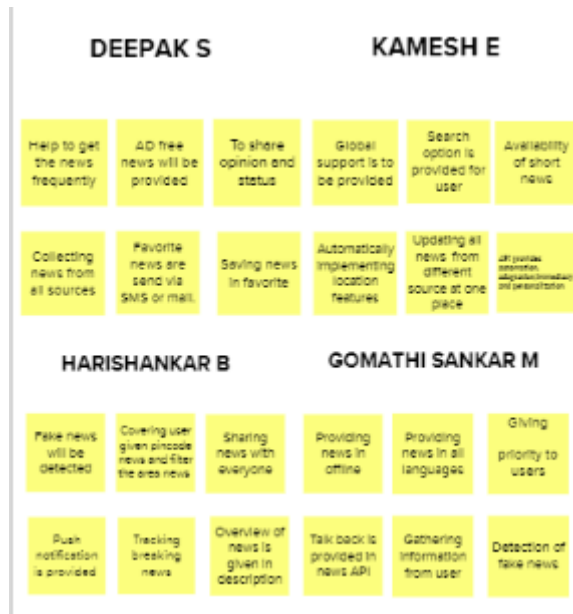 DEEPAK S
Help to get
the news
frequently
AD free
news will be
provided
To share
opinion and
status
Collecting
news from
all sources
Favorite
news are
send via
SMS or mail.
Saving news
in favorite
KAMESH E
Global
support is to
be provided
Search
option is
provided for
user
Availability
of short
news
Automatically
implementing
location
features
Updating all
news from
different
source at one
place
API provides
automation,
and personalization
HARISHANKAR B
Fake news
will be
detected
Covering user
given pincode
news and filter
the area news
Sharing
news with
everyone
Push
notification
is provided
Tracking
breaking
news
Overview of
news is
given in
description
GOMATHI SANKAR M
Providing
news in
offline
Providing
news in all
languages
Giving
priority to
users
Talk back is
provided in
news API
Gathering
information
from user
Detection of
fake news